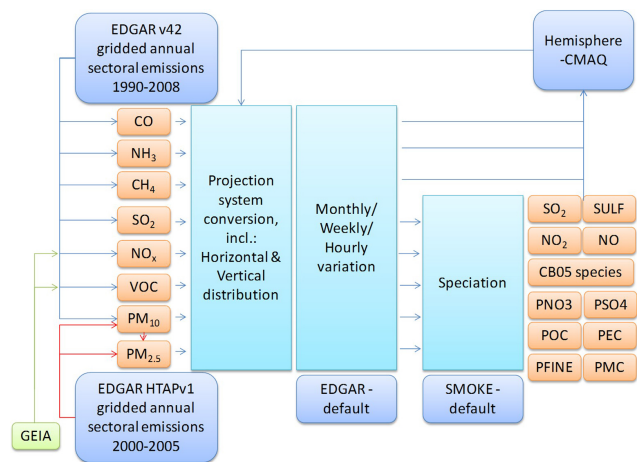 EDGAR v42
gridded annual
sectoral emissions
1990-2008
Hemisphere
-CMAQ
CO
NH₃
CH₄
SO₂
NOₓ
VOC
PM₁₀
PM₂.₅
Projection
system
conversion,
incl.:
Horizontal &
Vertical
distribution
Monthly/
Weekly/
Hourly
variation
Speciation
SO₂ SULF
NO₂ NO
CB05 species
PNO3 PSO4
POC PEC
PFINE PMC
EDGAR HTAPv1
gridded annual
sectoral emissions
2000-2005
EDGAR -
default
SMOKE -
default
GEIA